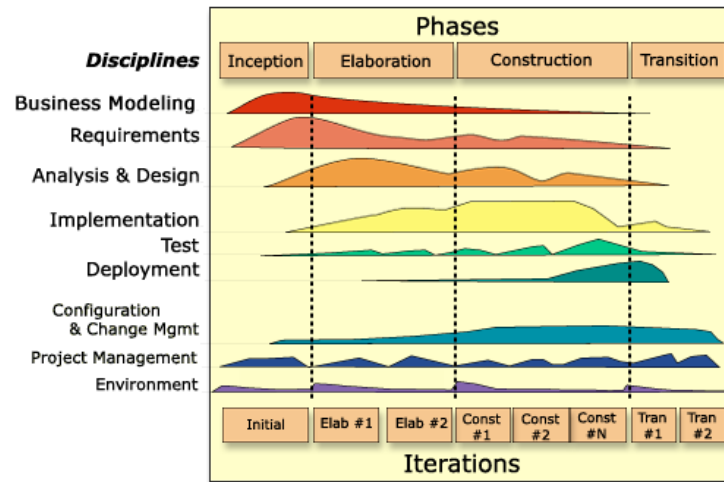 Phases
Disciplines
Inception
Elaboration
Construction
Transition
Business Modeling
Requirements
Analysis & Design
Implementation
Test
Deployment
Configuration
& Change Mgmt
Project Management
Environment
Initial
Elab #1
Elab #2
Const
#1
Const
#2
Const
#N
Tran
#1
Tran
#2
Iterations